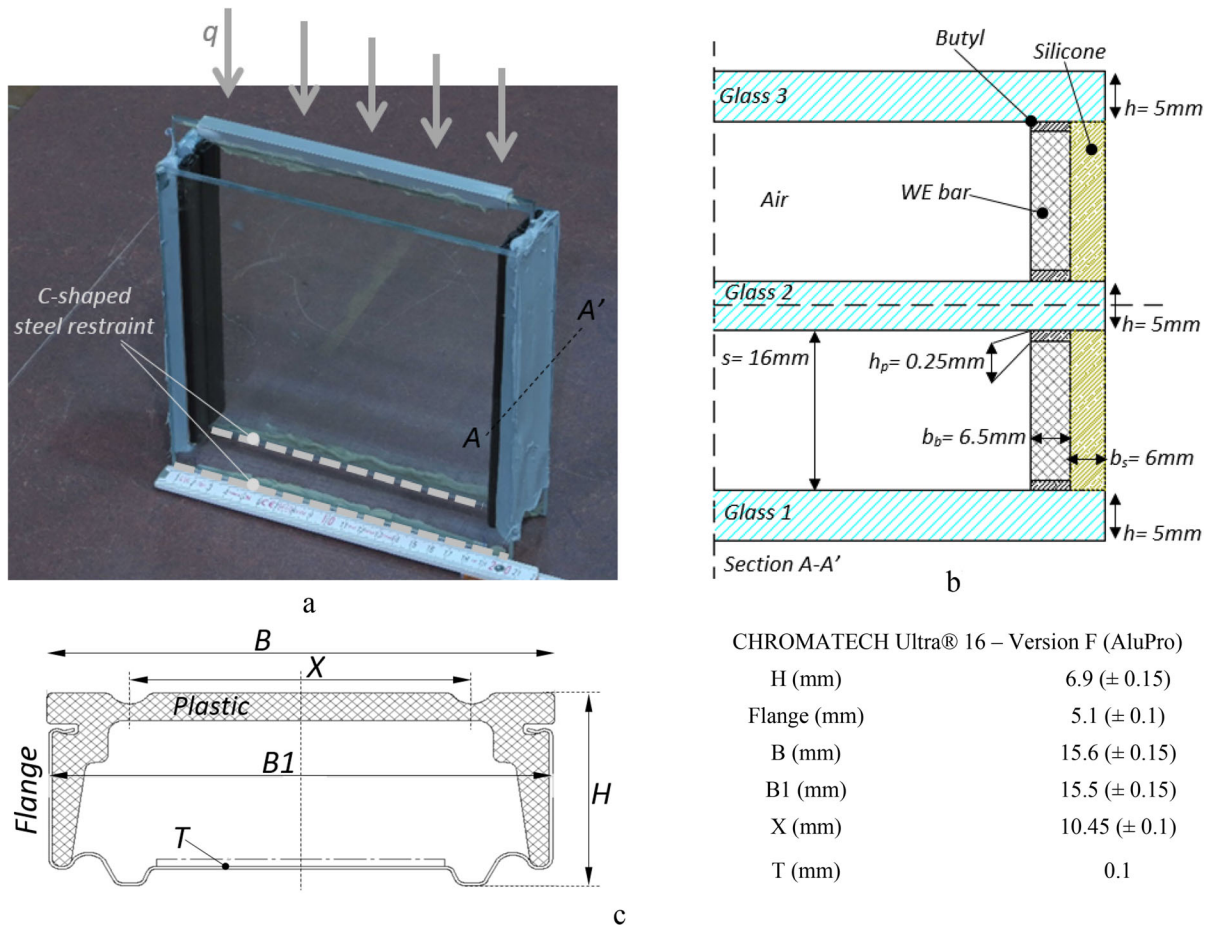 q
C-shaped
steel restraint
A'
A
a
Butyl
Silicone
Glass 3
h= 5mm
Air
WE bar
Glass 2
h= 5mm
s= 16mm
hₚ= 0.25mm
b_b= 6.5mm
bₛ= 6mm
Glass 1
h= 5mm
Section A-A'
b
B
X
Plastic
Flange
B1
H
T
CHROMATECH Ultra® 16 – Version F (AluPro)
H (mm) 6.9 (± 0.15)
Flange (mm) 5.1 (± 0.1)
B (mm) 15.6 (± 0.15)
B1 (mm) 15.5 (± 0.15)
X (mm) 10.45 (± 0.1)
T (mm) 0.1
c